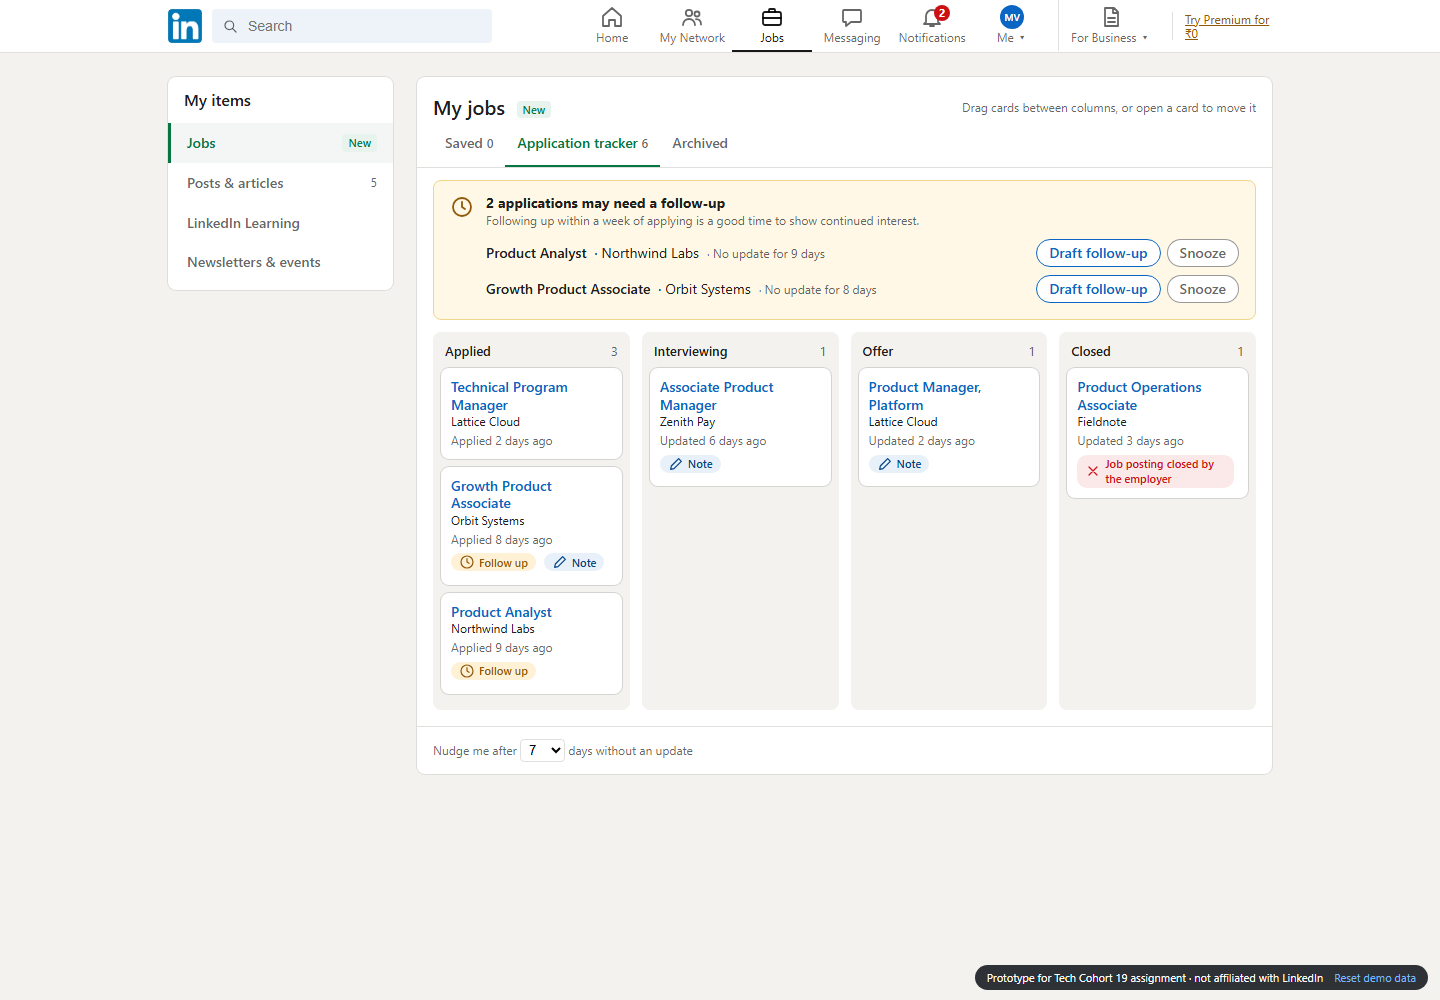 in
Search
Home
My Network
Jobs
Messaging
2
Notifications
MV
Me
For Business
Try Premium for
₹0
My items
Jobs New
Posts & articles 5
LinkedIn Learning
Newsletters & events
My jobs New
Drag cards between columns, or open a card to move it
Saved 0
Application tracker 6
Archived
2 applications may need a follow-up
Following up within a week of applying is a good time to show continued interest.
Product Analyst · Northwind Labs · No update for 9 days
Draft follow-up
Snooze
Growth Product Associate · Orbit Systems · No update for 8 days
Draft follow-up
Snooze
Applied 3
Technical Program
Manager
Lattice Cloud
Applied 2 days ago
Growth Product
Associate
Orbit Systems
Applied 8 days ago
Follow up
Note
Product Analyst
Northwind Labs
Applied 9 days ago
Follow up
Interviewing 1
Associate Product
Manager
Zenith Pay
Updated 6 days ago
Note
Offer 1
Product Manager,
Platform
Lattice Cloud
Updated 2 days ago
Note
Closed 1
Product Operations
Associate
Fieldnote
Updated 3 days ago
Job posting closed by
the employer
Nudge me after 7 days without an update
Prototype for Tech Cohort 19 assignment · not affiliated with LinkedIn Reset demo data